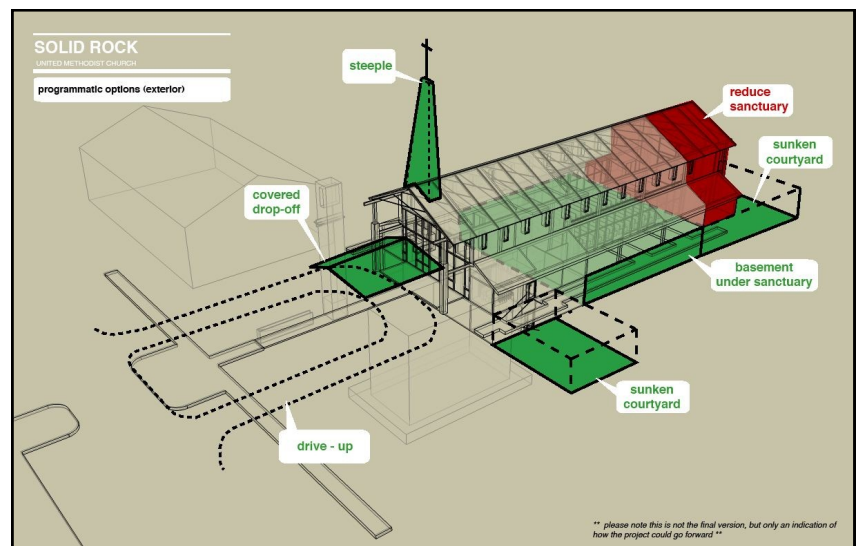 SOLID ROCK
UNITED METHODIST CHURCH
programmatic options (exterior)
steeple
reduce
sanctuary
sunken
courtyard
covered
drop-off
basement
under sanctuary
sunken
courtyard
drive - up
** please note this is not the final version, but only an indication of
how the project could go forward **